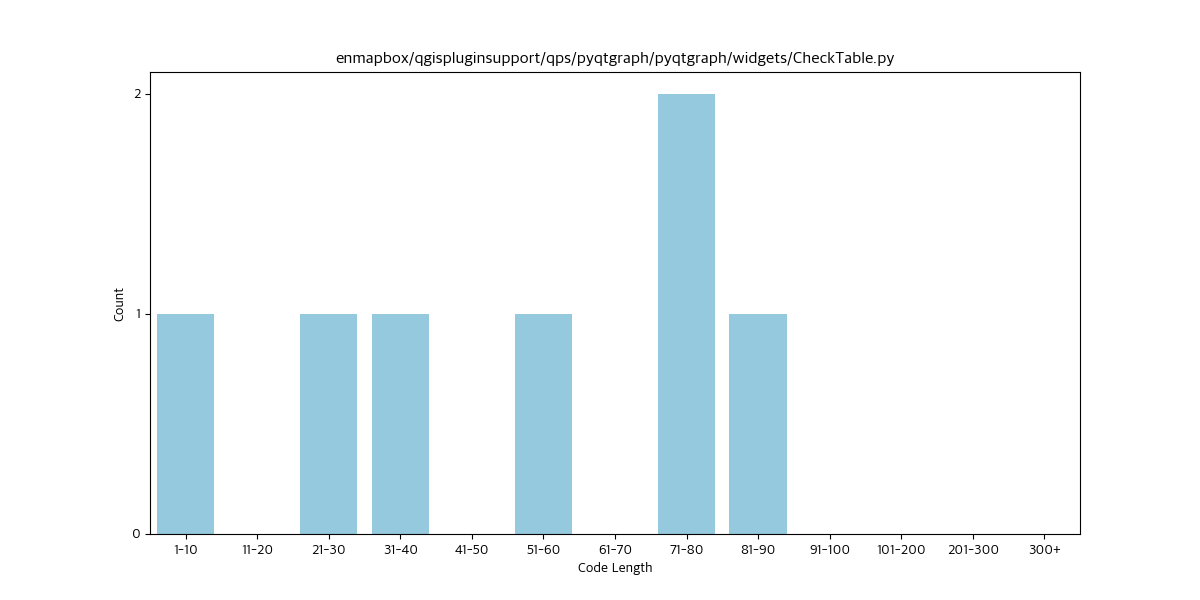 enmapbox/qgispluginsupport/qps/pyqtgraph/pyqtgraph/widgets/CheckTable.py
2
1
0
Count
1-10 11-20 21-30 31-40 41-50 51-60 61-70 71-80 81-90 91-100 101-200 201-300 300+
Code Length